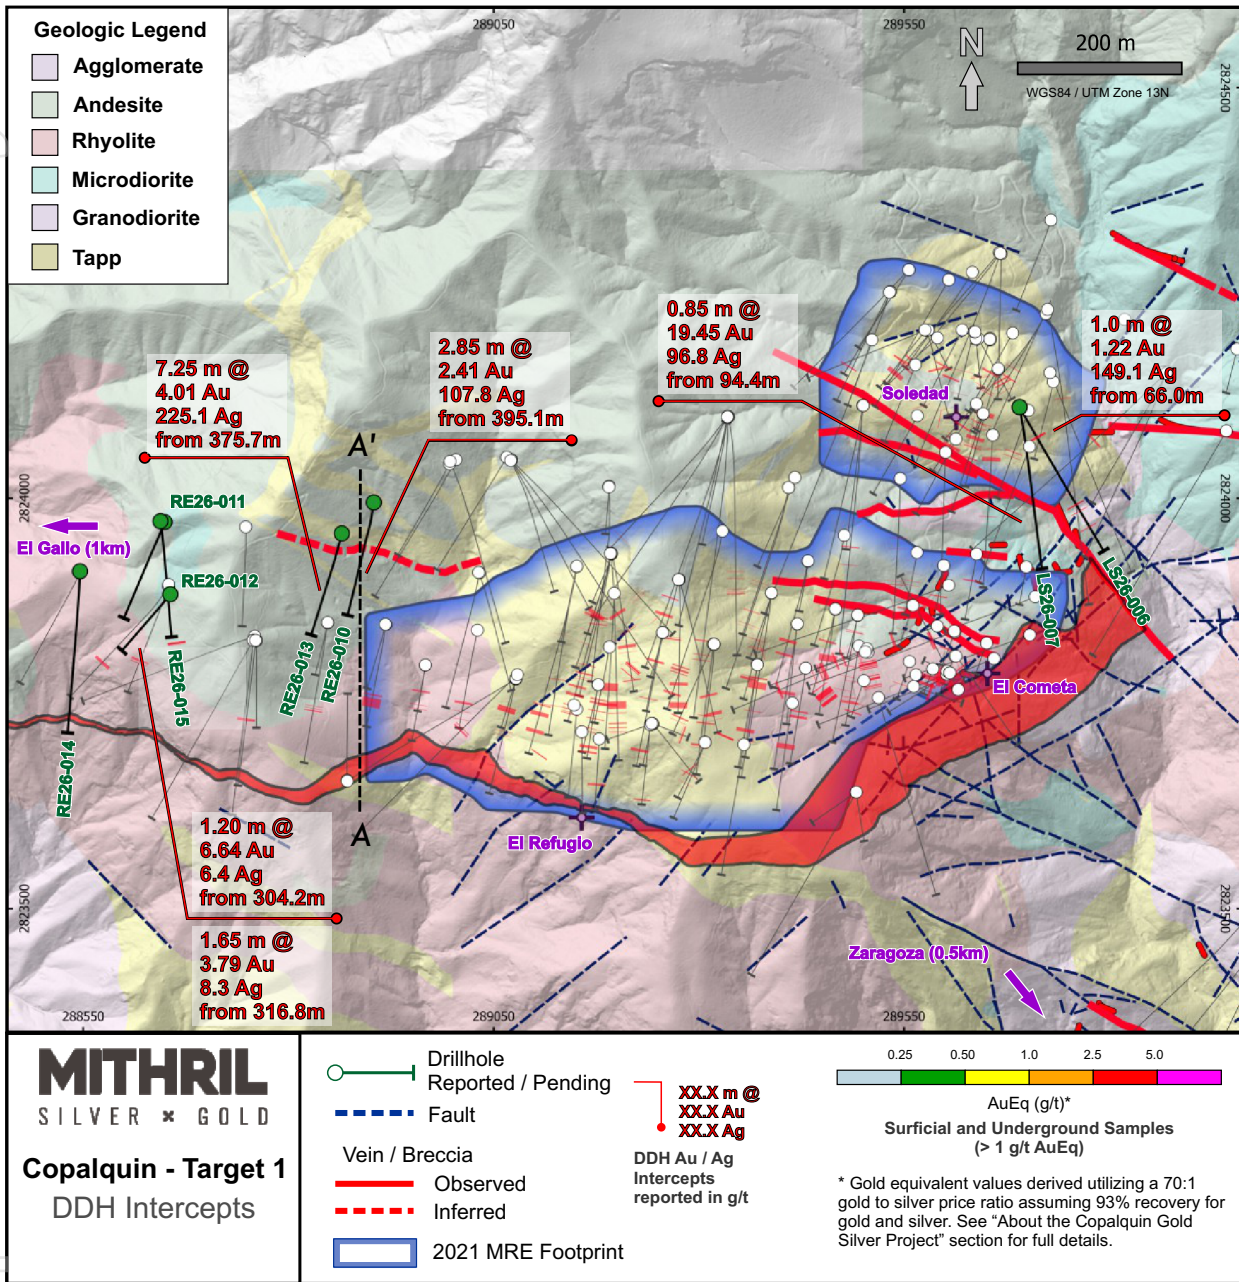 Geologic Legend
Agglomerate
Andesite
Rhyolite
Microdiorite
Granodiorite
Tapp
289050
289550
N
200 m
WGS84 / UTM Zone 13N
2824500
0.85 m @
19.45 Au
96.8 Ag
from 94.4m
1.0 m @
1.22 Au
149.1 Ag
from 66.0m
7.25 m @
4.01 Au
225.1 Ag
from 375.7m
2.85 m @
2.41 Au
107.8 Ag
from 395.1m
Soledad
A'
2824000
2824000
RE26-011
El Gallo (1km)
RE26-012
RE26-015
RE26-013
RE26-010
RE26-014
LS26-007
LS26-006
El Cometa
A
El Refugio
1.20 m @
6.64 Au
6.4 Ag
from 304.2m
1.65 m @
3.79 Au
8.3 Ag
from 316.8m
2823500
2823500
Zaragoza (0.5km)
288550
289050
289550
MITHRIL
SILVER GOLD
Copalquin - Target 1
DDH Intercepts
Drillhole
Reported / Pending
Fault
Vein / Breccia
Observed
Inferred
2021 MRE Footprint
XX.X m @
XX.X Au
XX.X Ag
DDH Au / Ag
Intercepts
reported in g/t
0.25 0.50 1.0 2.5 5.0
AuEq (g/t)*
Surficial and Underground Samples
(> 1 g/t AuEq)
* Gold equivalent values derived utilizing a 70:1
gold to silver price ratio assuming 93% recovery for
gold and silver. See “About the Copalquin Gold
Silver Project” section for full details.